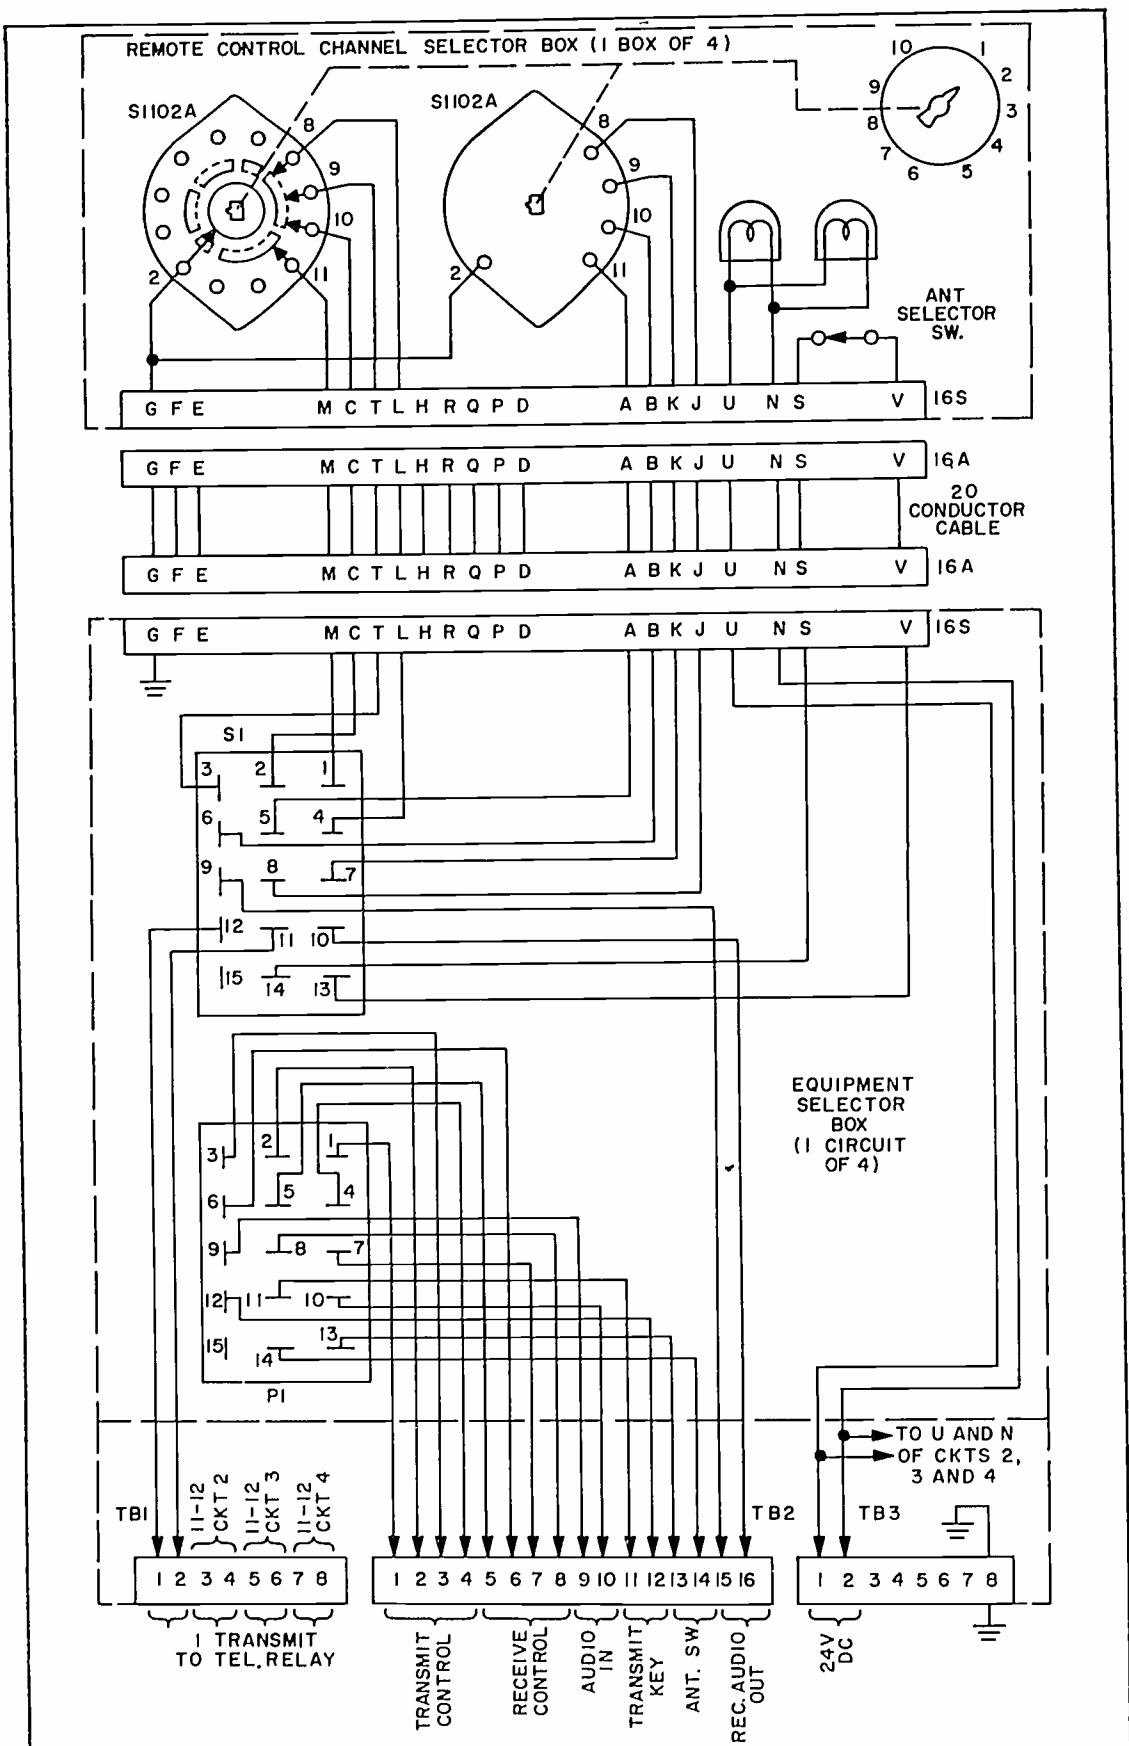 REMOTE CONTROL CHANNEL SELECTOR BOX (1 BOX OF 4)
10 1
9 2
8 3
7 4
6 5
S1102A
8
9
10
2 11
S1102A
8
9
10
2 11
ANT
SELECTOR
SW.
G F E M C T L H R Q P D A B K J U N S V 16S
G F E M C T L H R Q P D A B K J U N S V 16A
20
CONDUCTOR
CABLE
G F E M C T L H R Q P D A B K J U N S V 16A
G F E M C T L H R Q P D A B K J U N S V 16S
S1
3 2 1
6 5 4
9 8 7
12 11 10
15 14 13
EQUIPMENT
SELECTOR
BOX
(1 CIRCUIT
OF 4)
3 2 1
6 5 4
9 8 7
12 11 10
15 14 13
P1
TO U AND N
OF CKTS 2,
3 AND 4
TB1
11-12
CKT 2
11-12
CKT 3
11-12
CKT 4
TB2
TB3
1 2 3 4 5 6 7 8
1 2 3 4 5 6 7 8 9 10 11 12 13 14 15 16
1 2 3 4 5 6 7 8
1 TRANSMIT
TO TEL. RELAY
TRANSMIT
CONTROL
RECEIVE
CONTROL
AUDIO
IN
TRANSMIT
KEY
ANT. SW.
REC. AUDIO
OUT
24V
DC